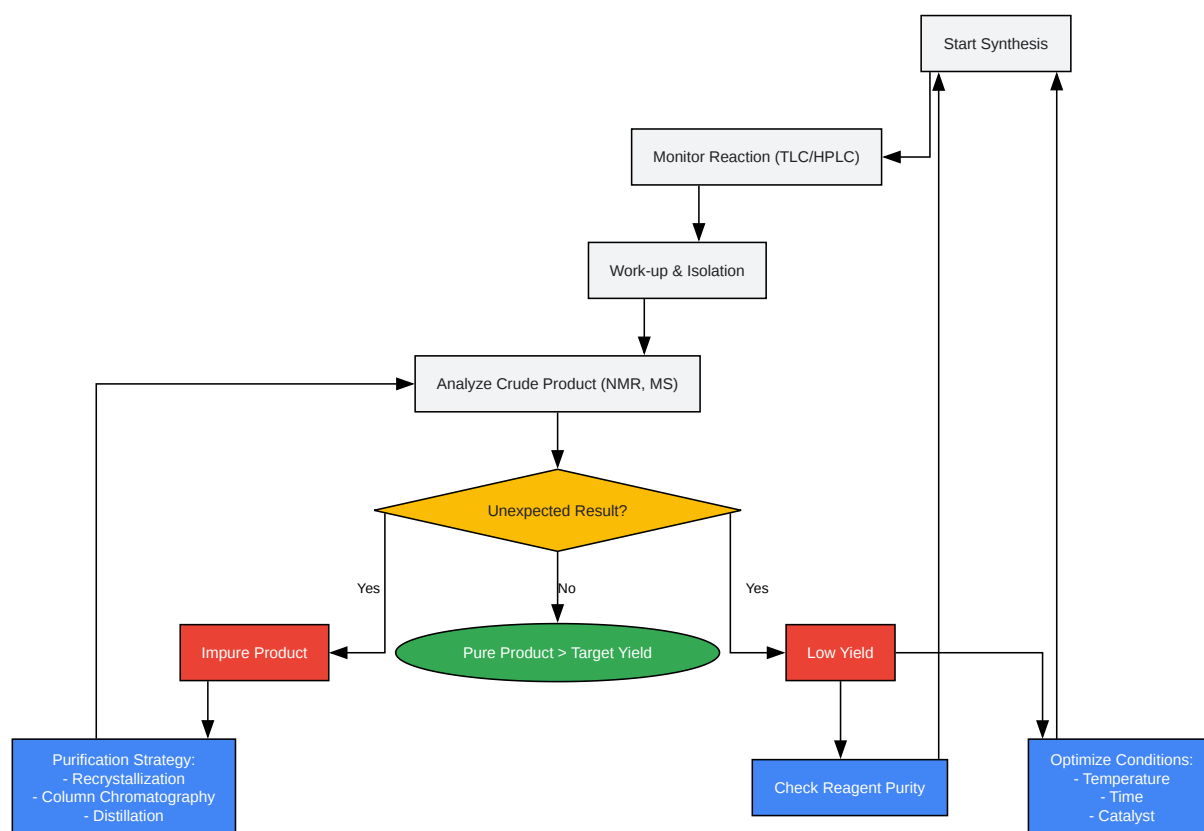 Start Synthesis
Monitor Reaction (TLC/HPLC)
Work-up & Isolation
Analyze Crude Product (NMR, MS)
Unexpected Result?
Yes
No
Yes
Impure Product
Pure Product > Target Yield
Low Yield
Purification Strategy:
- Recrystallization
- Column Chromatography
- Distillation
Check Reagent Purity
Optimize Conditions:
- Temperature
- Time
- Catalyst